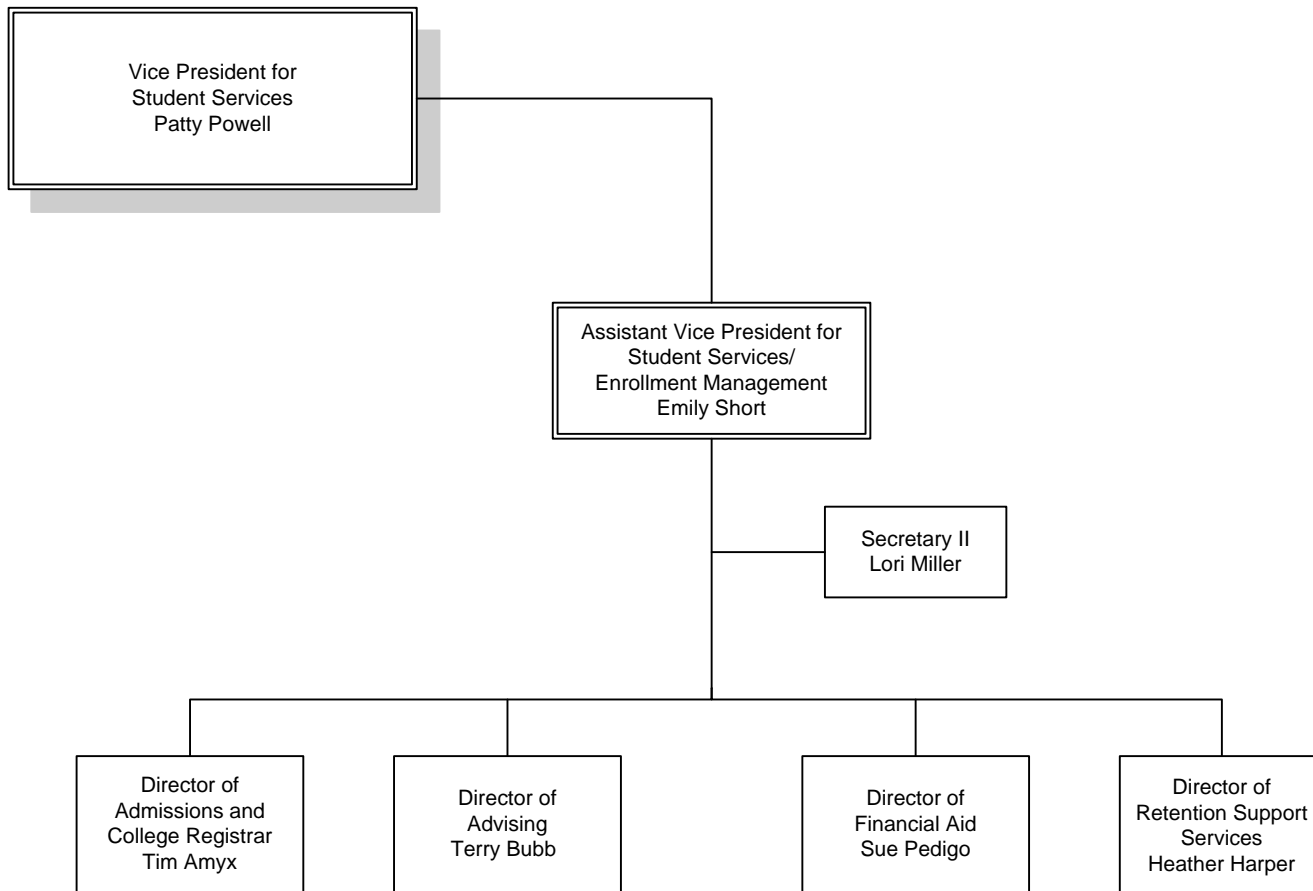 Vice President for
Student Services
Patty Powell
Assistant Vice President for
Student Services/
Enrollment Management
Emily Short
Secretary II
Lori Miller
Director of
Admissions and
College Registrar
Tim Amyx
Director of
Advising
Terry Bubb
Director of
Financial Aid
Sue Pedigo
Director of
Retention Support
Services
Heather Harper